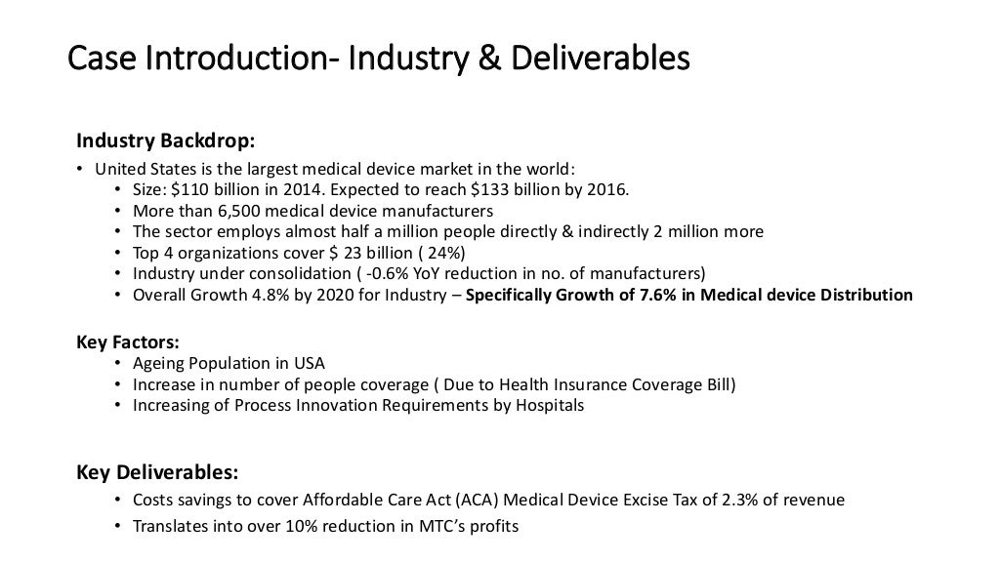 Case Introduction- Industry & Deliverables
Industry Backdrop:
• United States is the largest medical device market in the world:
• Size: $110 billion in 2014. Expected to reach $133 billion by 2016.
• More than 6,500 medical device manufacturers
• The sector employs almost half a million people directly & indirectly 2 million more
• Top 4 organizations cover $ 23 billion ( 24%)
• Industry under consolidation ( -0.6% YoY reduction in no. of manufacturers)
• Overall Growth 4.8% by 2020 for Industry – Specifically Growth of 7.6% in Medical device Distribution
Key Factors:
• Ageing Population in USA
• Increase in number of people coverage ( Due to Health Insurance Coverage Bill)
• Increasing of Process Innovation Requirements by Hospitals
Key Deliverables:
• Costs savings to cover Affordable Care Act (ACA) Medical Device Excise Tax of 2.3% of revenue
• Translates into over 10% reduction in MTC’s profits